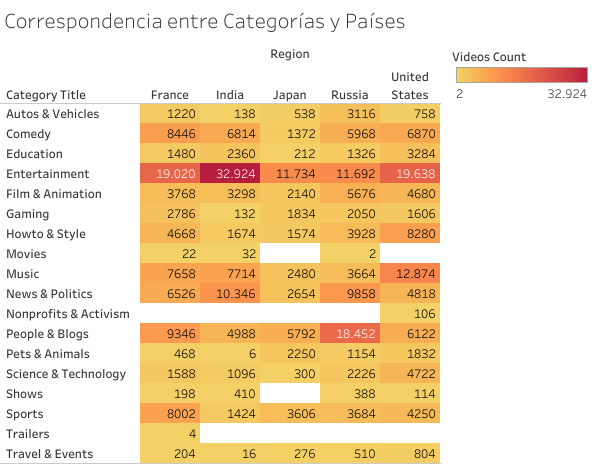 Correspondencia entre Categorías y Países
Region
Videos Count
2 32.924
Category Title France India Japan Russia United States
Autos & Vehicles 1220 138 538 3116 758
Comedy 8446 6814 1372 5968 6870
Education 1480 2360 212 1326 3284
Entertainment 19.020 32.924 11.734 11.692 19.638
Film & Animation 3768 3298 2140 5676 4680
Gaming 2786 132 1834 2050 1606
Howto & Style 4668 1674 1574 3928 8280
Movies 22 32 2
Music 7658 7714 2480 3664 12.874
News & Politics 6526 10.346 2654 9858 4818
Nonprofits & Activism 106
People & Blogs 9346 4988 5792 18.452 6122
Pets & Animals 468 6 2250 1154 1832
Science & Technology 1588 1096 300 2226 4722
Shows 198 410 388 114
Sports 8002 1424 3606 3684 4250
Trailers 4
Travel & Events 204 16 276 510 804